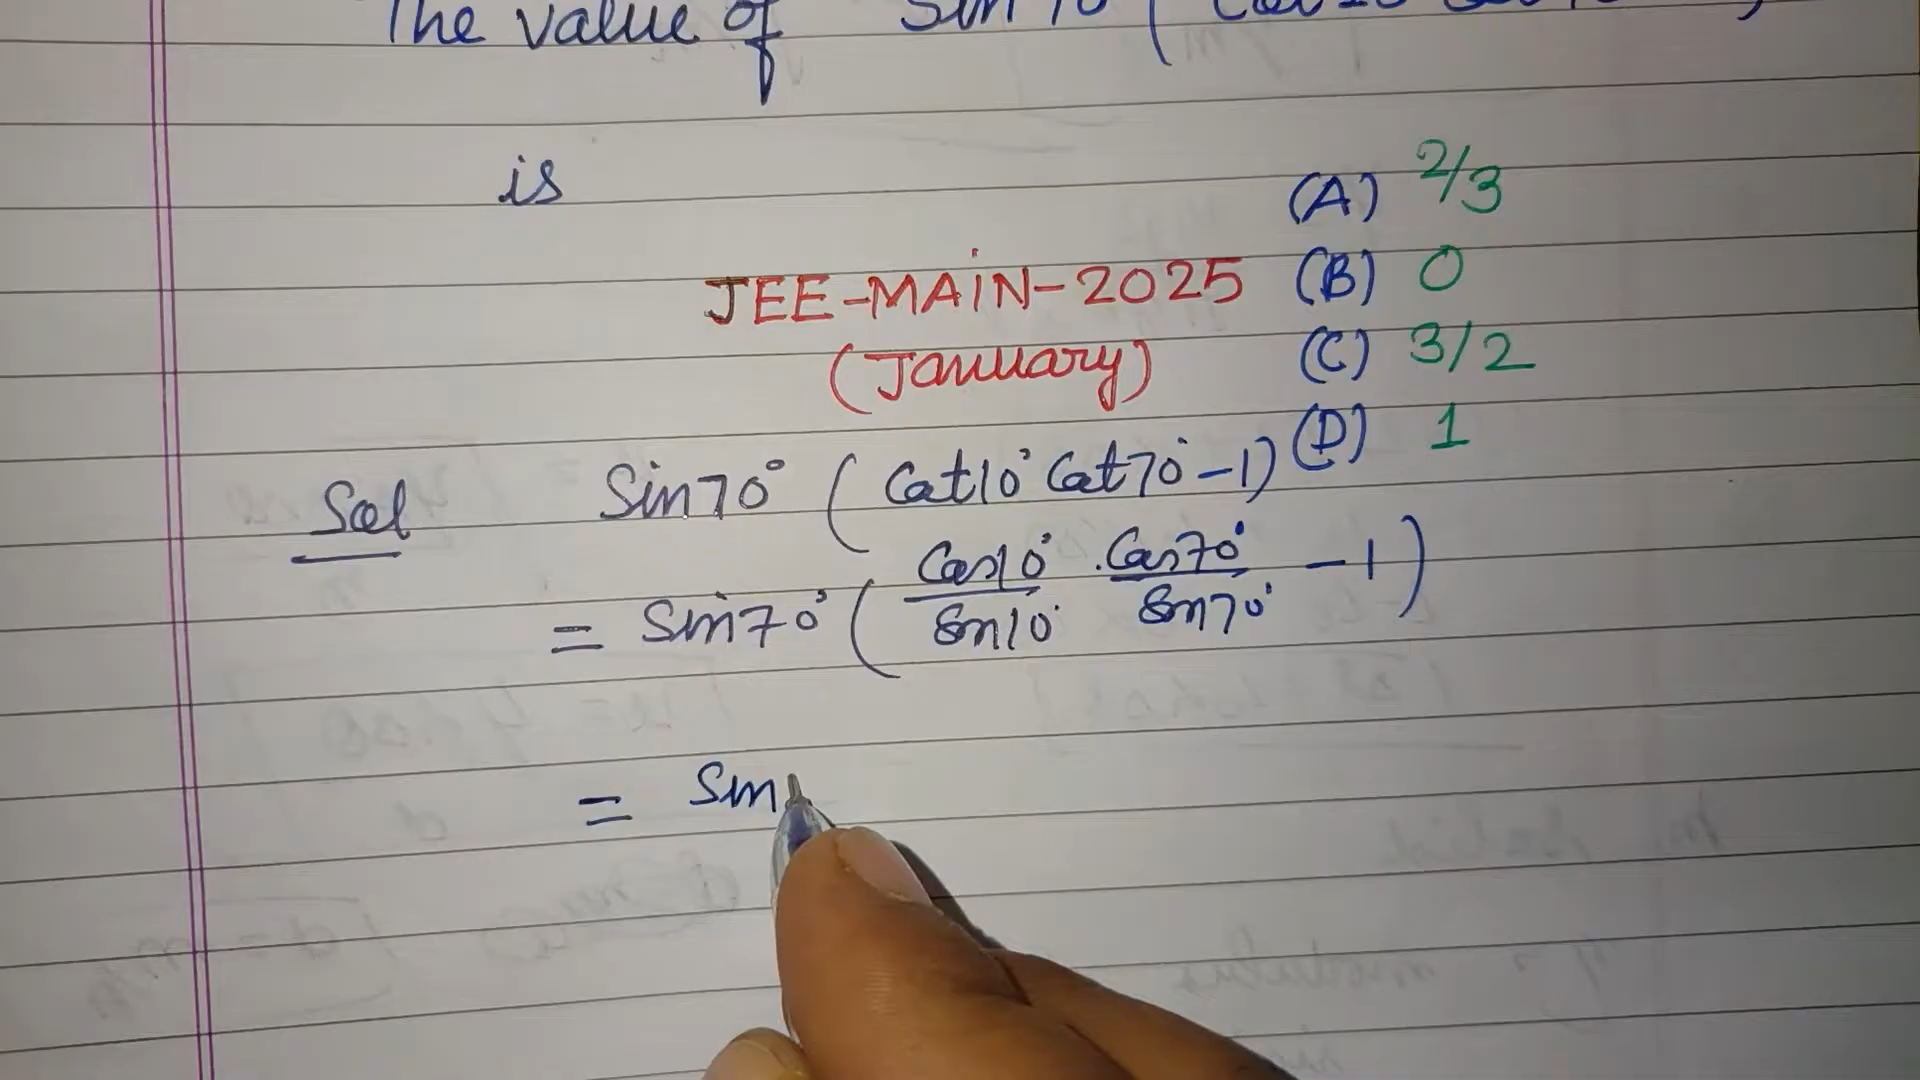 The value of Sin70
is
(A) 2/3
JEE-MAIN-2025 (B) 0
(January) (C) 3/2
(D) 1
Sol Sin70° (Cot10° Cot70° -1)
= Sin70° (Cos10°/Sin10° . Cos70°/Sin70° - 1)
= Sin